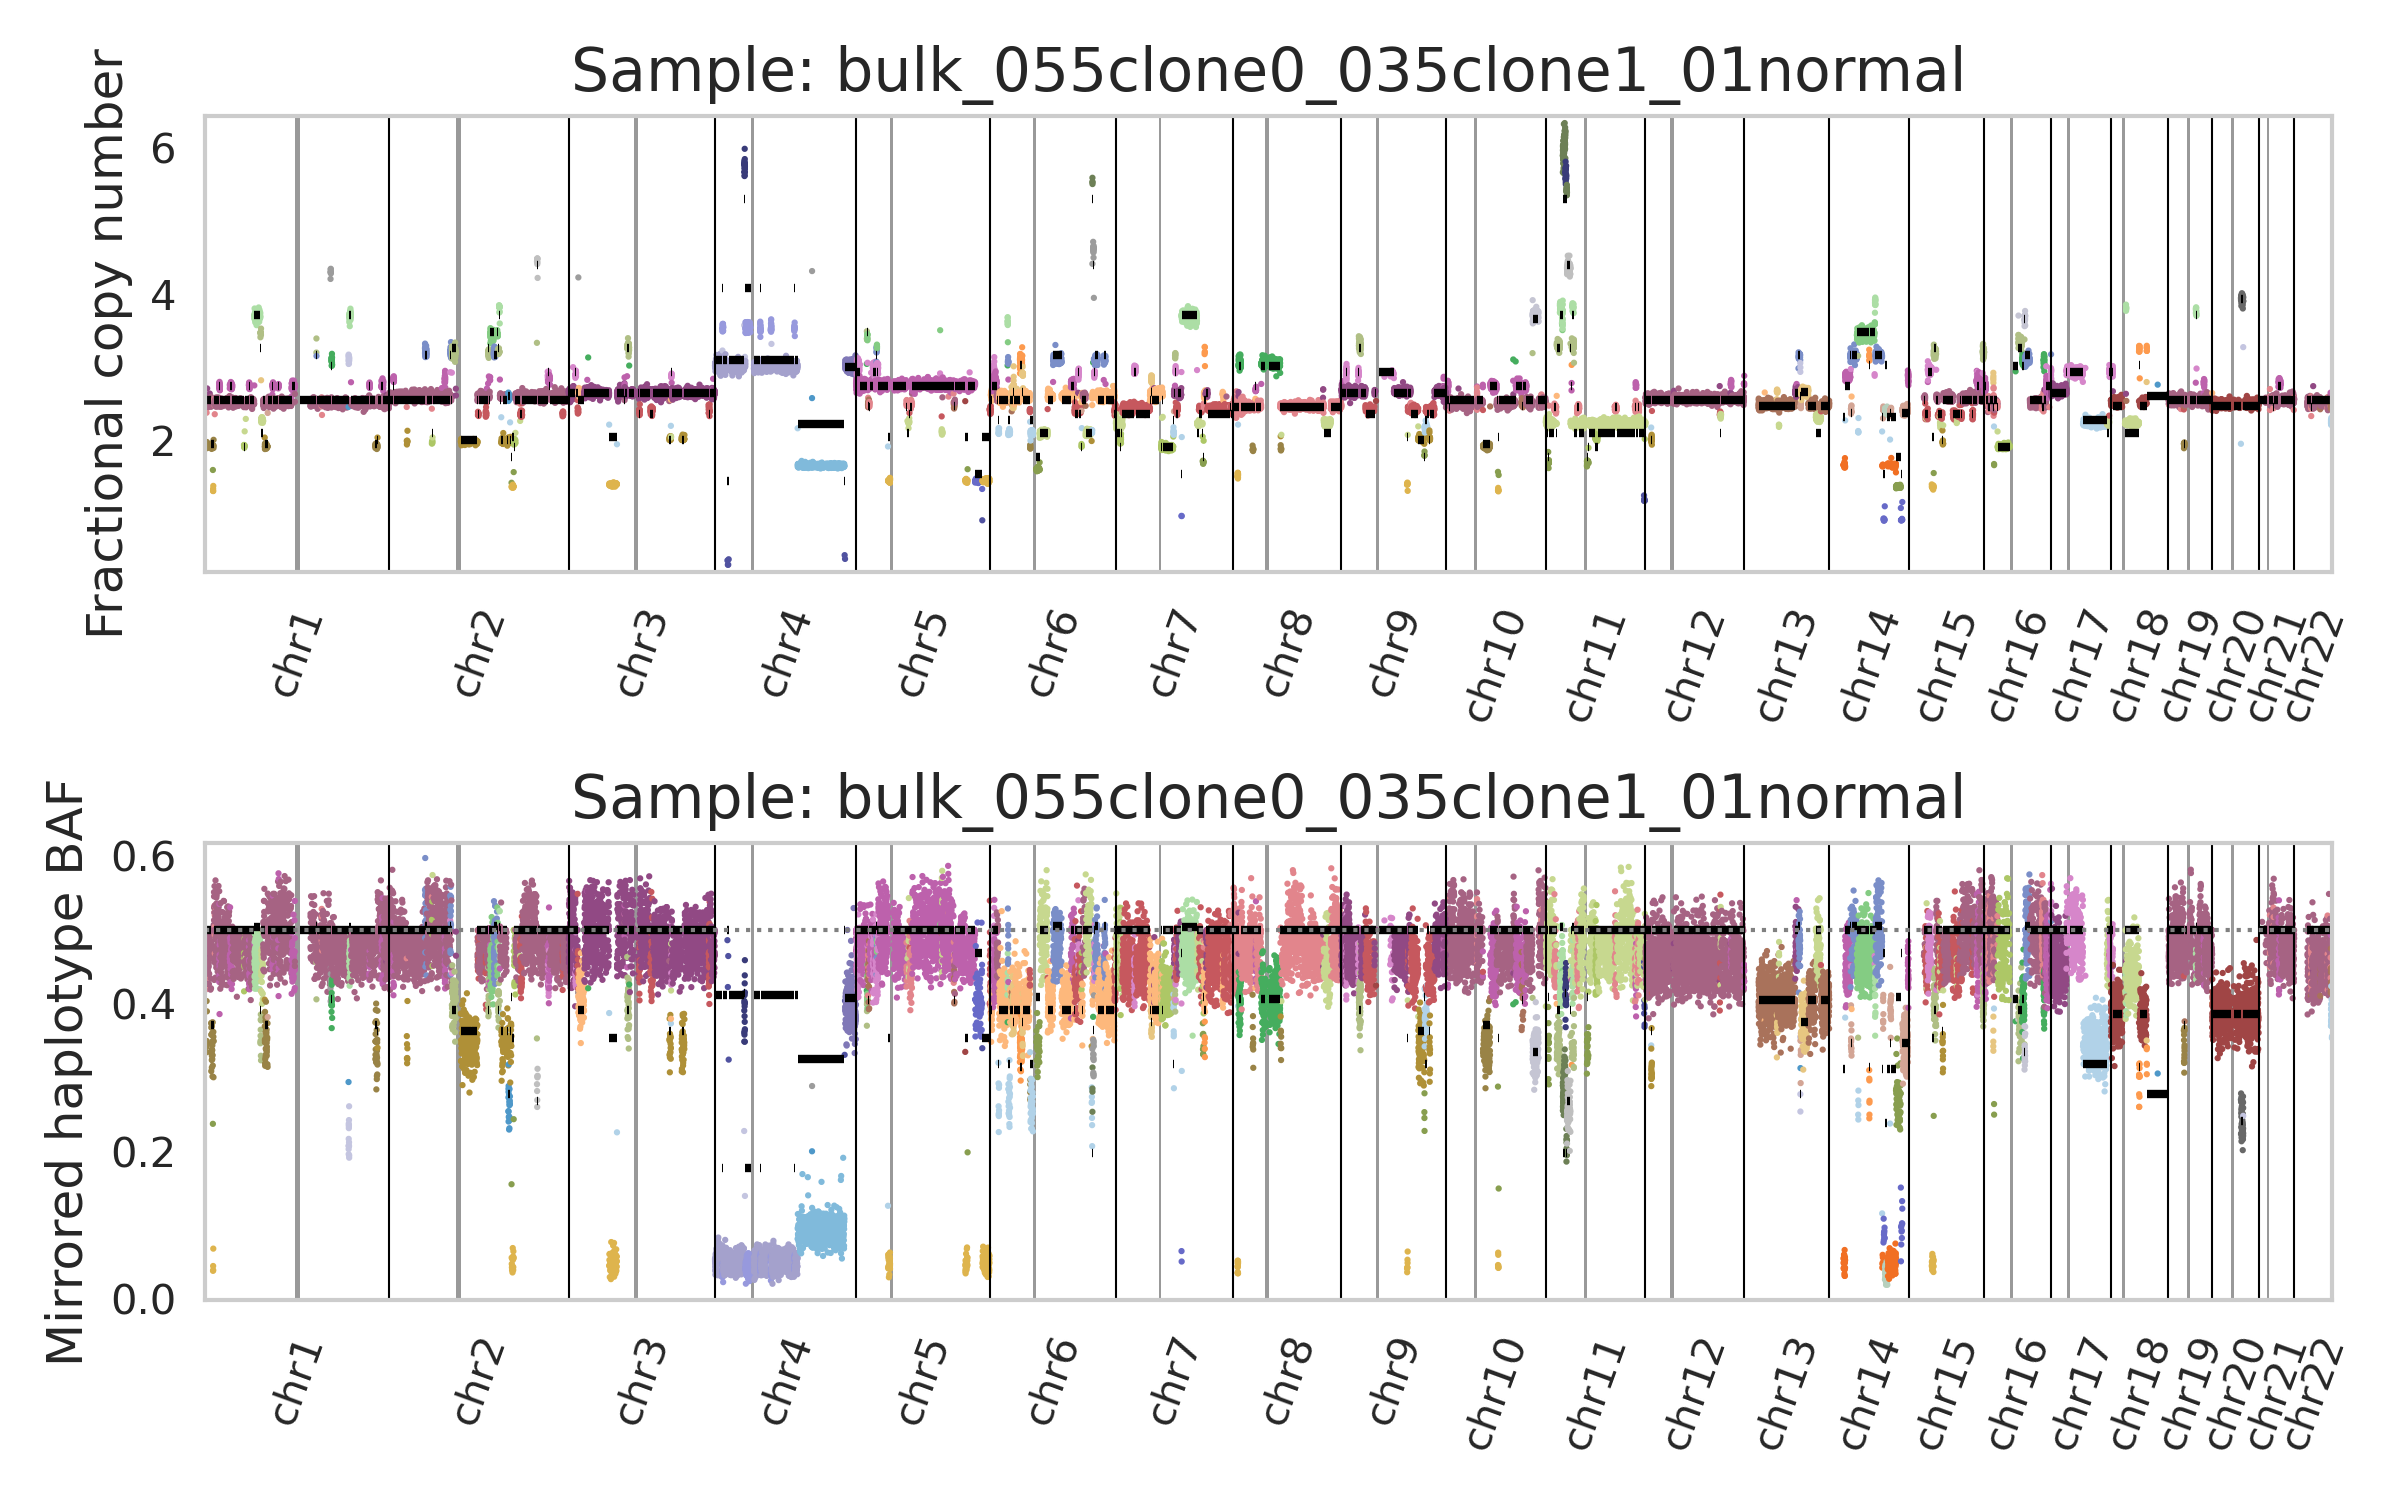 Sample: bulk_055clone0_035clone1_01normal
Fractional copy number
6
4
2
chr1
chr2
chr3
chr4
chr5
chr6
chr7
chr8
chr9
chr10
chr11
chr12
chr13
chr14
chr15
chr16
chr17
chr18
chr19
chr20
chr21
chr22
Sample: bulk_055clone0_035clone1_01normal
Mirrored haplotype BAF
0.6
0.4
0.2
0.0
chr1
chr2
chr3
chr4
chr5
chr6
chr7
chr8
chr9
chr10
chr11
chr12
chr13
chr14
chr15
chr16
chr17
chr18
chr19
chr20
chr21
chr22